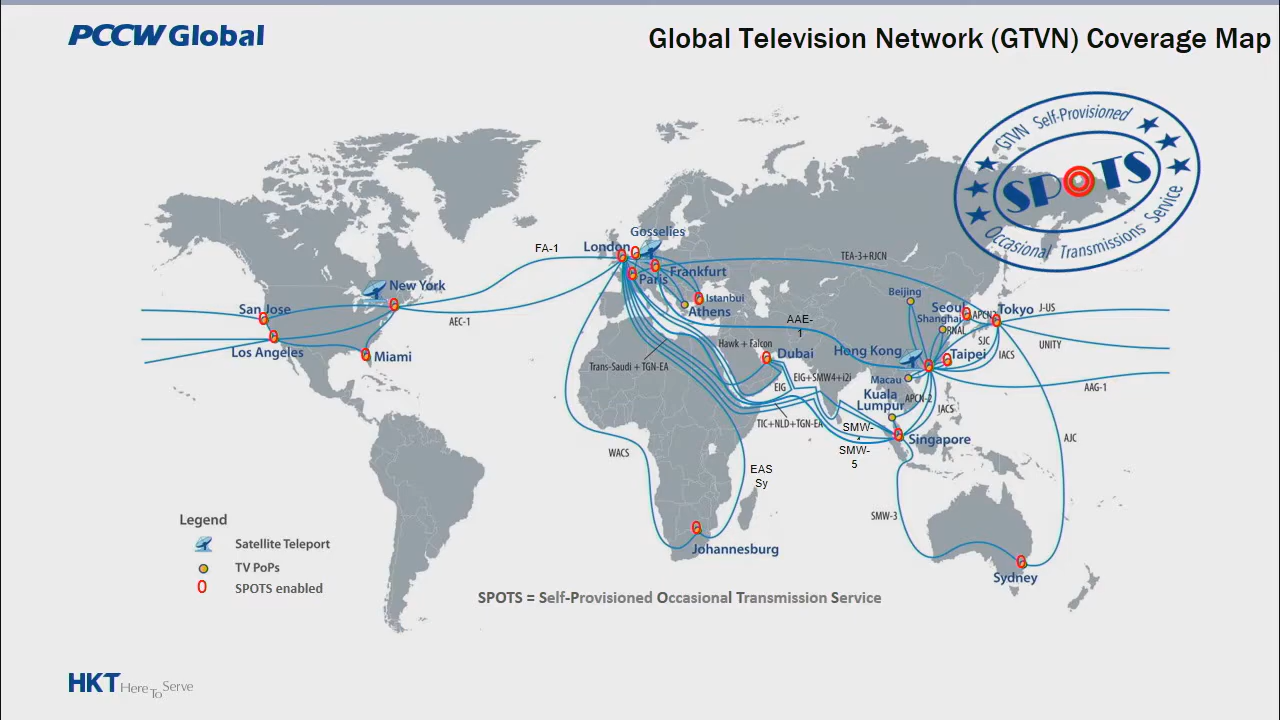 PCCW Global
Global Television Network (GTVN) Coverage Map
GTVN Self-Provisioned
SPOTS
Occasional Transmissions Service
FA-1
London
Gosselies
TEA-3+RJCN
Paris
Frankfurt
New York
Istanbul
Athens
Beijing
San Jose
AEC-1
AAE-
1
Seoul
Shanghai
APCN2
Tokyo
J-US
RNAL
SJC
UNITY
Los Angeles
Miami
Hawk + Falcon
Dubai
Hong Kong
Taipei
IACS
Trans-Saudi + TGN-EA
EIG
EIG+SMW4+i2i
Macau
AAG-1
Kuala
Lumpur
APCN-2
IACS
TIC+NLD+TGN-EA
SMW-
Singapore
AJC
WACS
SMW-
5
EAS
Sy
SMW-3
Legend
Satellite Teleport
TV PoPs
0 SPOTS enabled
Johannesburg
Sydney
SPOTS = Self-Provisioned Occasional Transmission Service
HKT Here To Serve